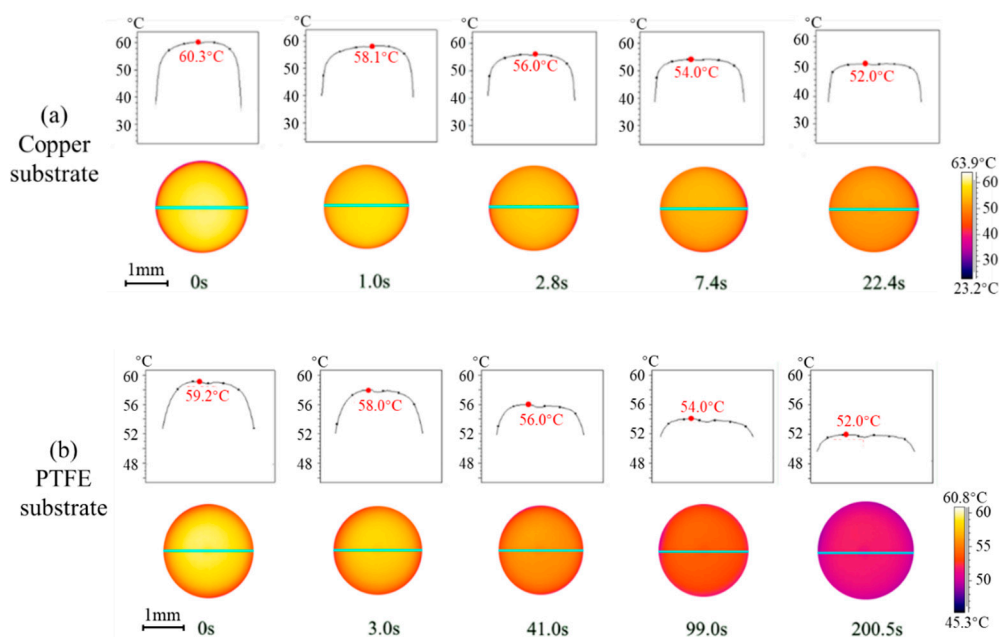 °C °C °C °C °C
60 60 60 60 60
50 50 50 50 50
40 40 40 40 40
30 30 30 30 30
60.3°C 58.1°C 56.0°C 54.0°C 52.0°C
(a)
Copper
substrate
63.9°C
60
50
40
30
23.2°C
1mm
0s 1.0s 2.8s 7.4s 22.4s
°C °C °C °C °C
60 60 60 60 60
56 56 56 56 56
52 52 52 52 52
48 48 48 48 48
59.2°C 58.0°C 56.0°C 54.0°C 52.0°C
(b)
PTFE
substrate
60.8°C
60
55
50
45.3°C
1mm
0s 3.0s 41.0s 99.0s 200.5s